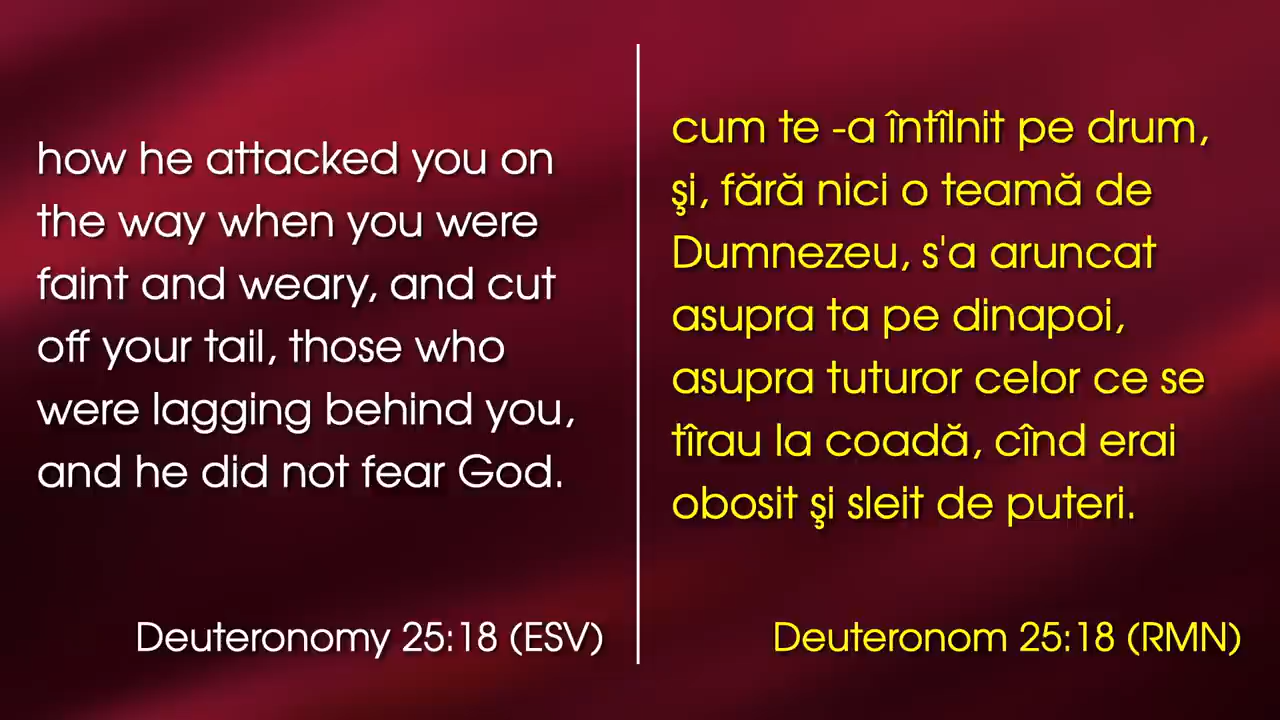 how he attacked you on
the way when you were
faint and weary, and cut
off your tail, those who
were lagging behind you,
and he did not fear God.
Deuteronomy 25:18 (ESV)
cum te -a întîlnit pe drum,
şi, fără nici o teamă de
Dumnezeu, s'a aruncat
asupra ta pe dinapoi,
asupra tuturor celor ce se
tîrau la coadă, cînd erai
obosit şi sleit de puteri.
Deuteronom 25:18 (RMN)